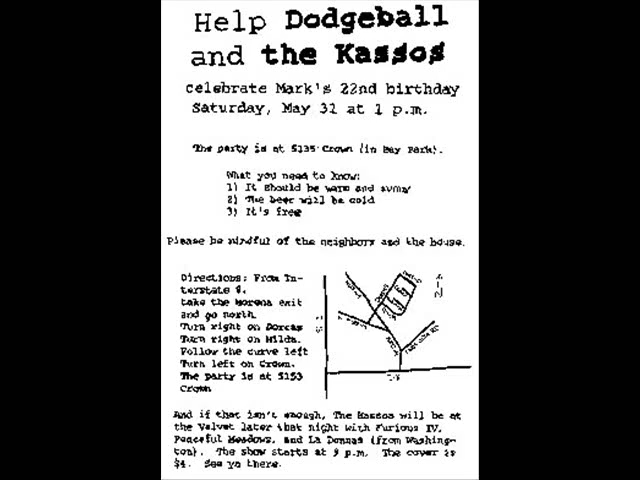 Help Dodgeball
and the Kassos
celebrate Mark's 22nd birthday
Saturday, May 31 at 1 p.m.
The party is at 5135 Crown (in Bay Park).
What you need to know:
1) It should be warm and sunny
2) The beer will be cold
3) It's free
Please be mindful of the neighbors and the house.
Directions: From In-
terstate 8,
take the Morena exit
and go north.
Turn right on Dorcas
Turn right on Milda.
Follow the curve left
Turn left on Crown.
The party is at 5153
Crown
And if that isn't enough, The Kassos will be at
the Velvet later that night with Furious IV,
Peaceful Meadows, and La Donnas (from Washing-
ton). The show starts at 9 p.m. The cover is
$4. See ya there.